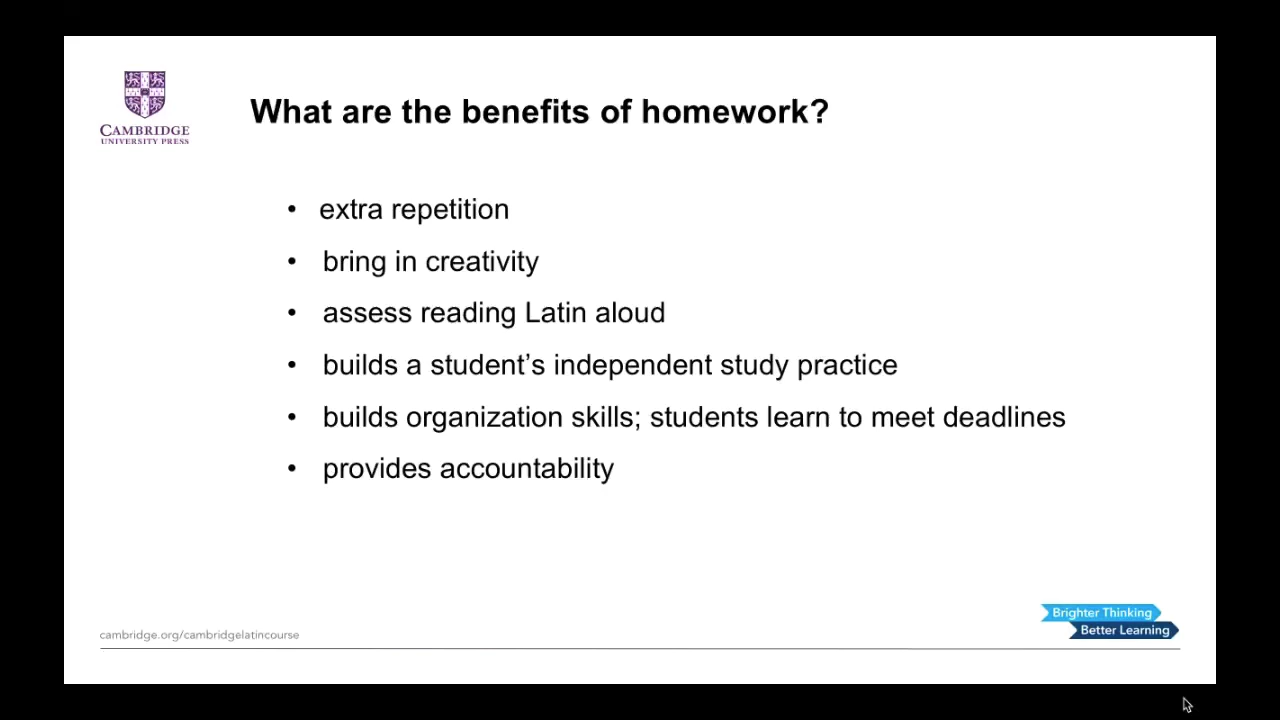 CAMBRIDGE
UNIVERSITY PRESS
What are the benefits of homework?
• extra repetition
• bring in creativity
• assess reading Latin aloud
• builds a student’s independent study practice
• builds organization skills; students learn to meet deadlines
• provides accountability
cambridge.org/cambridgelatincourse
Brighter Thinking
Better Learning